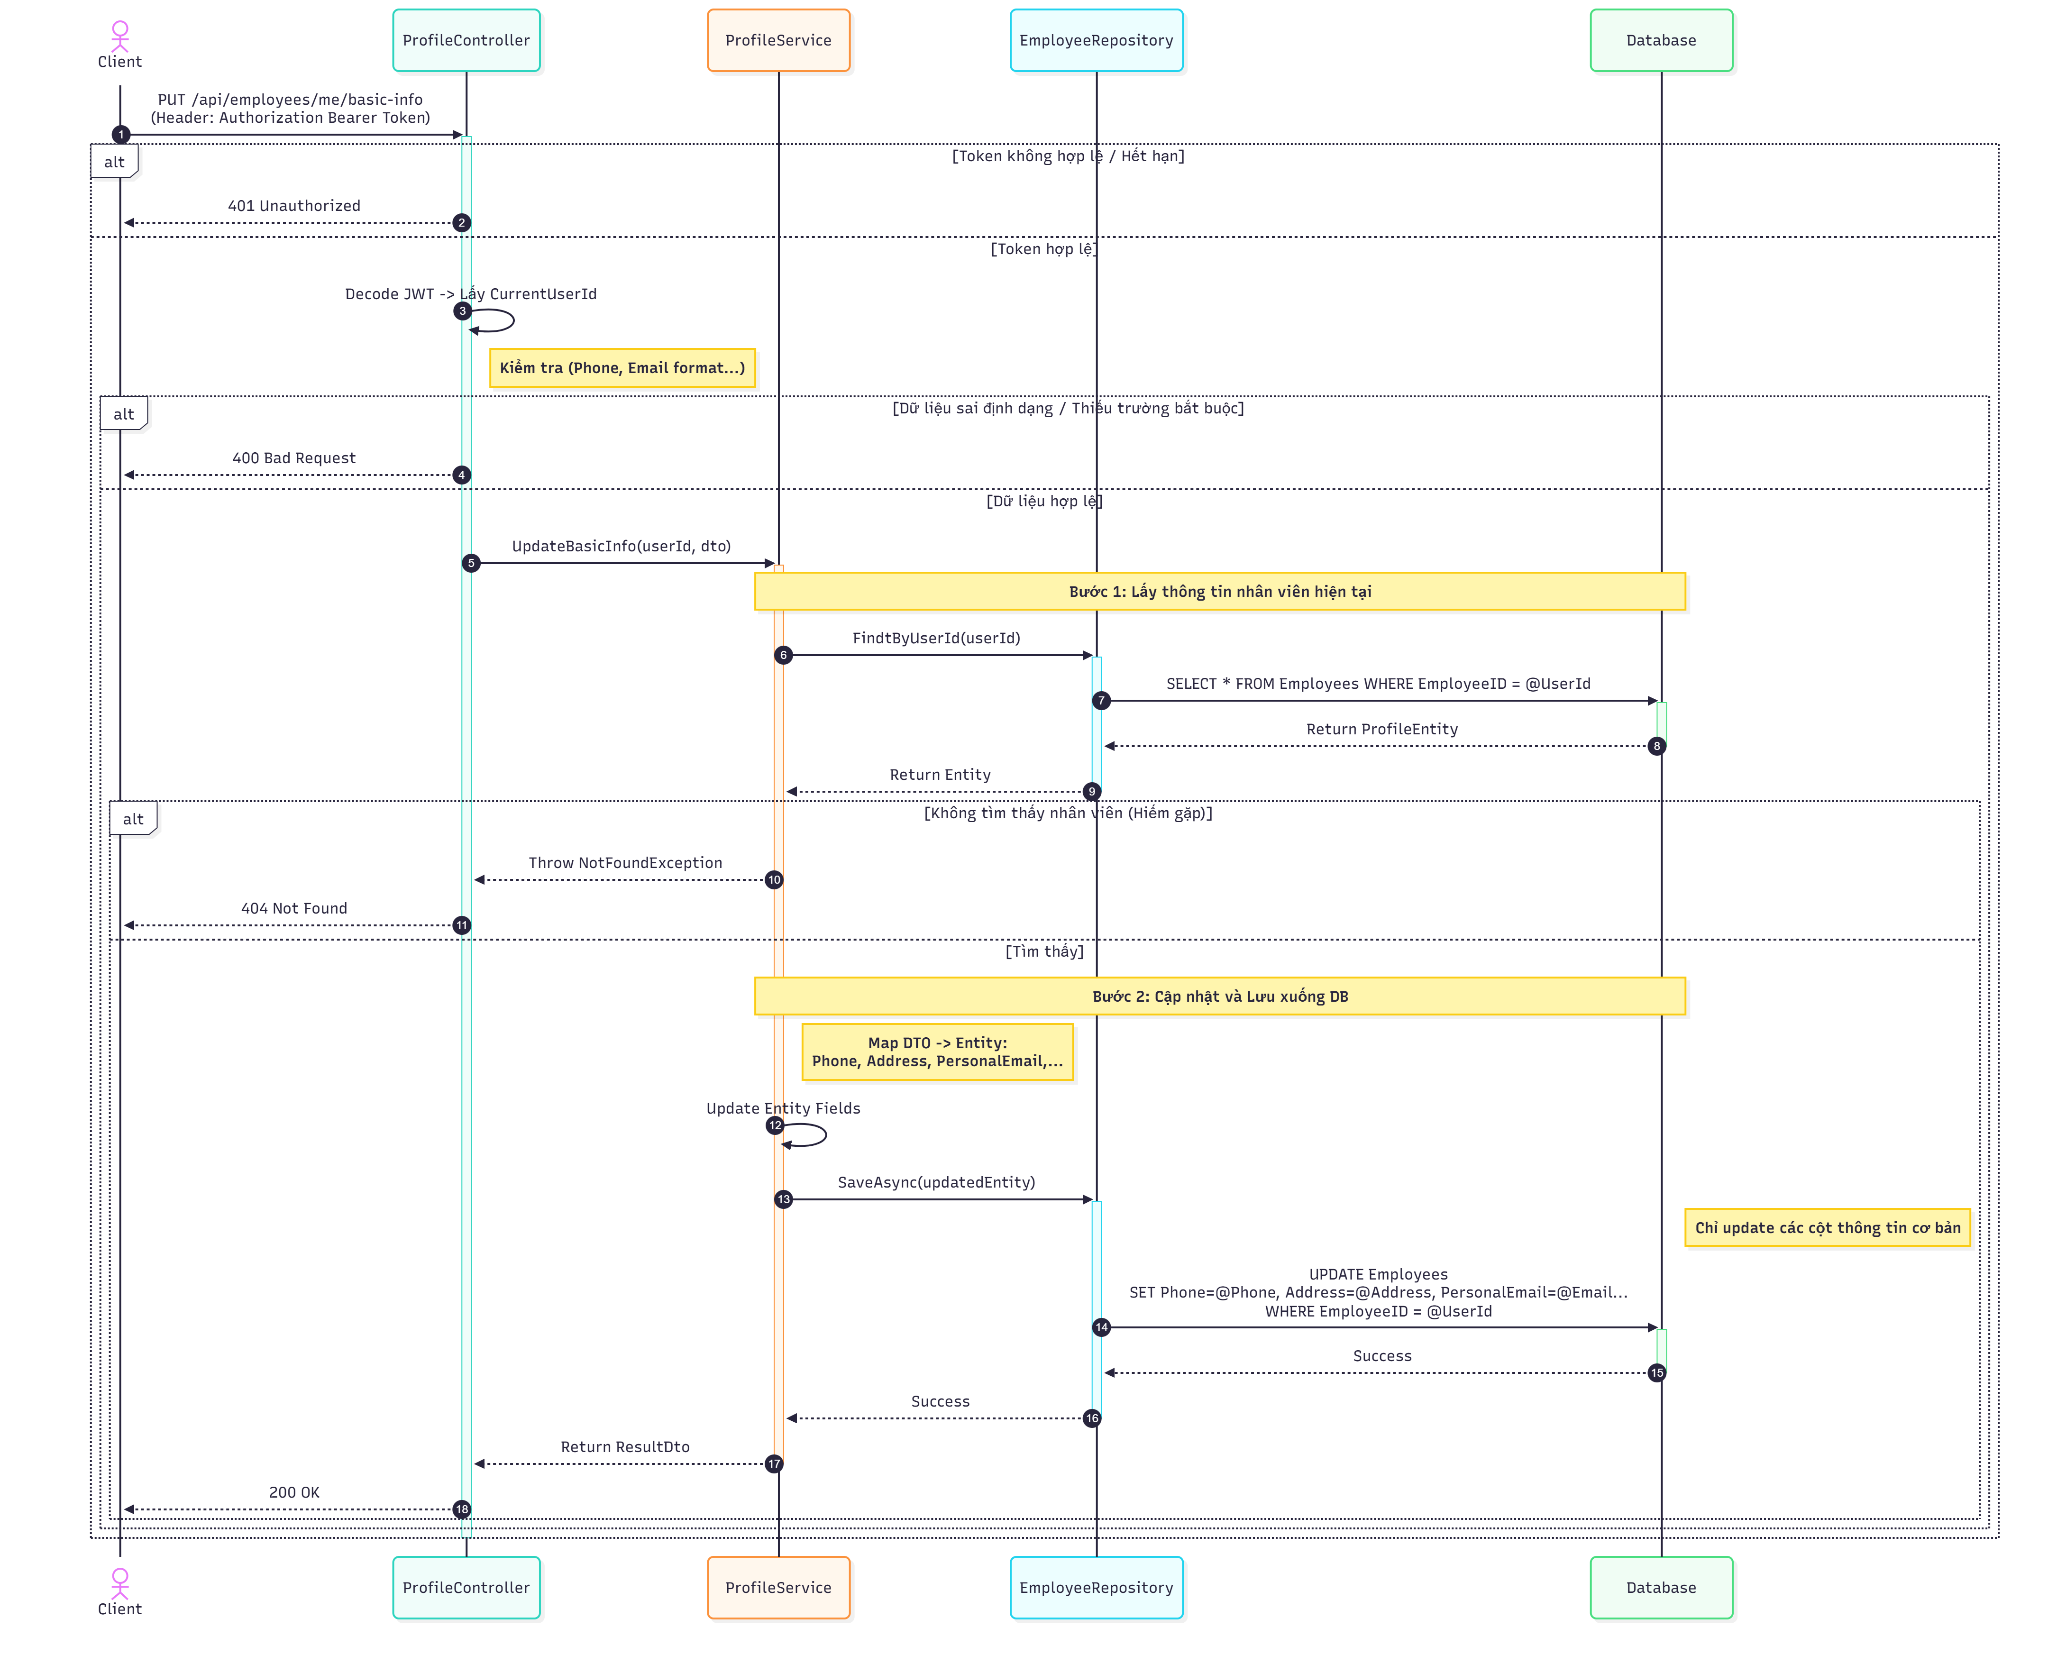 Client
ProfileController
ProfileService
EmployeeRepository
Database
PUT /api/employees/me/basic-info
(Header: Authorization Bearer Token)
1
alt
[Token không hợp lệ / Hết hạn]
401 Unauthorized
2
[Token hợp lệ]
Decode JWT -> Lấy CurrentUserId
3
Kiểm tra (Phone, Email format...)
alt
[Dữ liệu sai định dạng / Thiếu trường bắt buộc]
400 Bad Request
4
[Dữ liệu hợp lệ]
UpdateBasicInfo(userId, dto)
5
Bước 1: Lấy thông tin nhân viên hiện tại
FindtByUserId(userId)
6
SELECT * FROM Employees WHERE EmployeeID = @UserId
7
Return ProfileEntity
8
Return Entity
9
alt
[Không tìm thấy nhân viên (Hiếm gặp)]
Throw NotFoundException
10
404 Not Found
11
[Tìm thấy]
Bước 2: Cập nhật và Lưu xuống DB
Map DTO -> Entity:
Phone, Address, PersonalEmail,...
Update Entity Fields
12
SaveAsync(updatedEntity)
13
Chỉ update các cột thông tin cơ bản
UPDATE Employees
SET Phone=@Phone, Address=@Address, PersonalEmail=@Email...
WHERE EmployeeID = @UserId
14
Success
15
Success
16
Return ResultDto
17
200 OK
18
Client
ProfileController
ProfileService
EmployeeRepository
Database